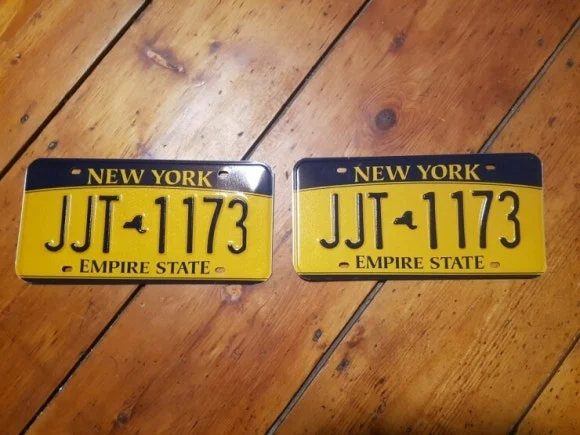 NEW YORK
JJT 1173
EMPIRE STATE
NEW YORK
JJT 1173
EMPIRE STATE